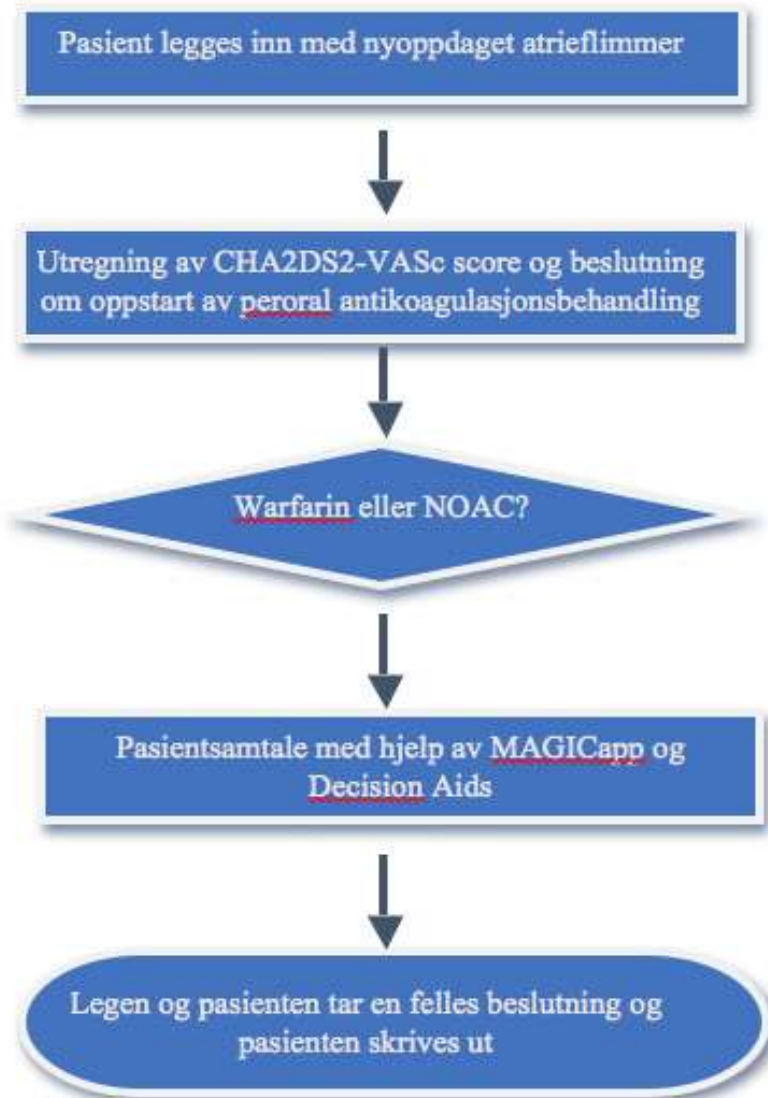 Pasient legges inn med nyoppdaget atrieflimmer
Utregning av CHA2DS2-VASc score og beslutning
om oppstart av peroral antikoagulasjonsbehandling
Warfarin eller NOAC?
Pasientsamtale med hjelp av MAGICapp og
Decision Aids
Legen og pasienten tar en felles beslutning og
pasienten skrives ut